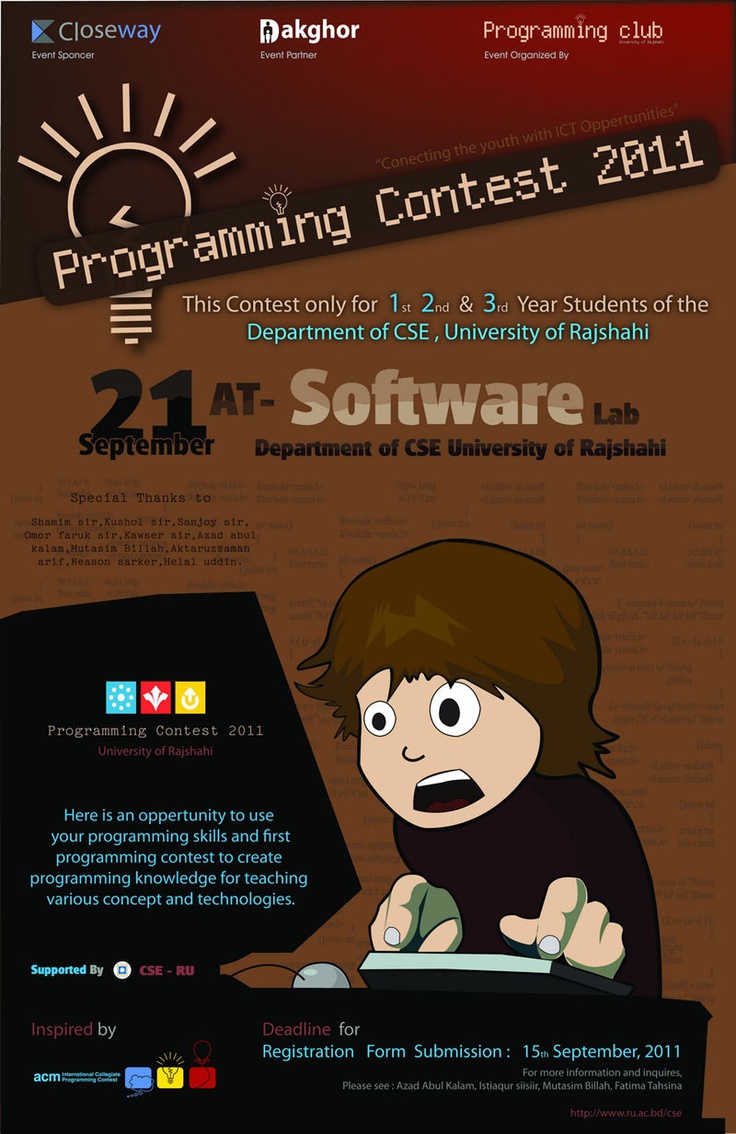 Closeway
Event Sponcer
Dakghor
Event Partner
Programming club
University of Rajshahi
Event Organized By
"Conecting the youth with ICT Oppertunities"
Programming Contest 2011
This Contest only for 1st 2nd & 3rd Year Students of the
Department of CSE , University of Rajshahi
21 AT- Software Lab
September Department of CSE University of Rajshahi
Special Thanks to
Shamim sir,Kushol sir,Sanjoy sir,
Omor faruk sir,Kawser sir,Azad abul
kalam,Mutasim Billah,Aktaruzzaman
arif,Reason sarker,Helal uddin.
Programming Contest 2011
University of Rajshahi
Here is an oppertunity to use
your programming skills and first
programming contest to create
programming knowledge for teaching
various concept and technologies.
Supported By CSE - RU
Inspired by
acm International Collegiate
Programming Contest
Deadline for
Registration Form Submission : 15th September, 2011
For more information and inquires,
Please see : Azad Abul Kalam, Istiaqur siisiir, Mutasim Billah, Fatima Tahsina
http://www.ru.ac.bd/cse